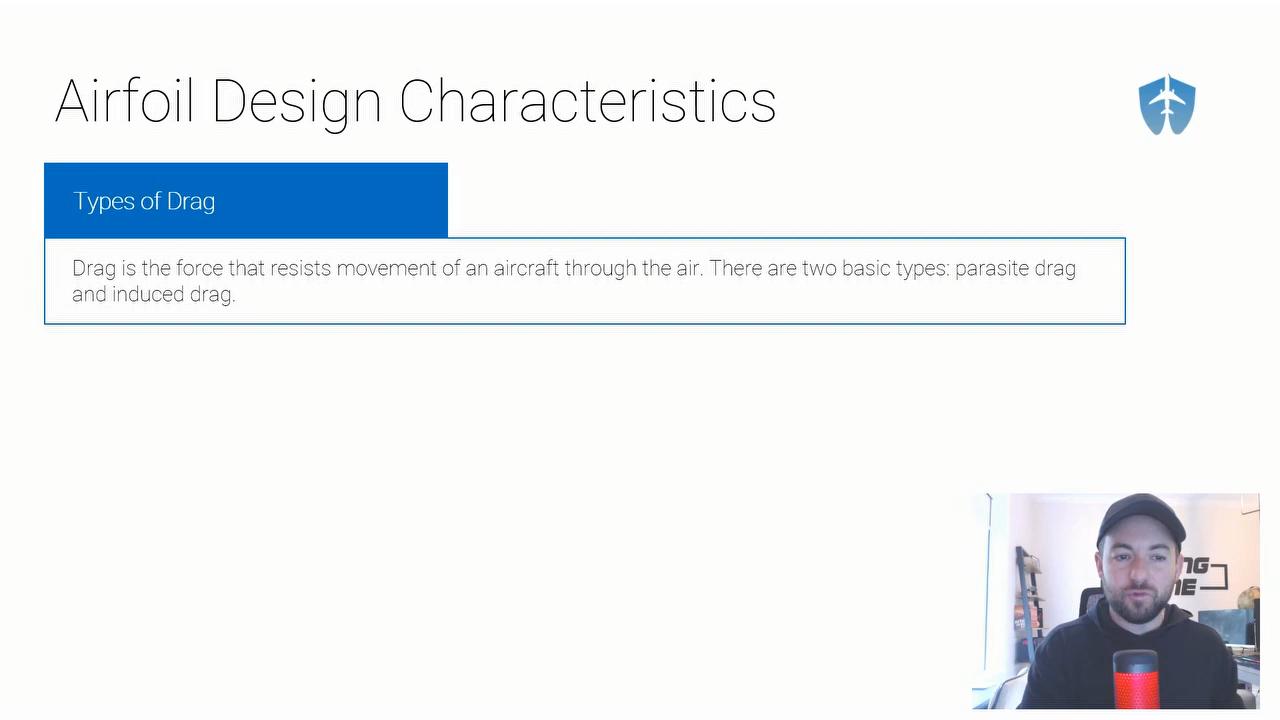 Airfoil Design Characteristics
Types of Drag
Drag is the force that resists movement of an aircraft through the air. There are two basic types: parasite drag
and induced drag.